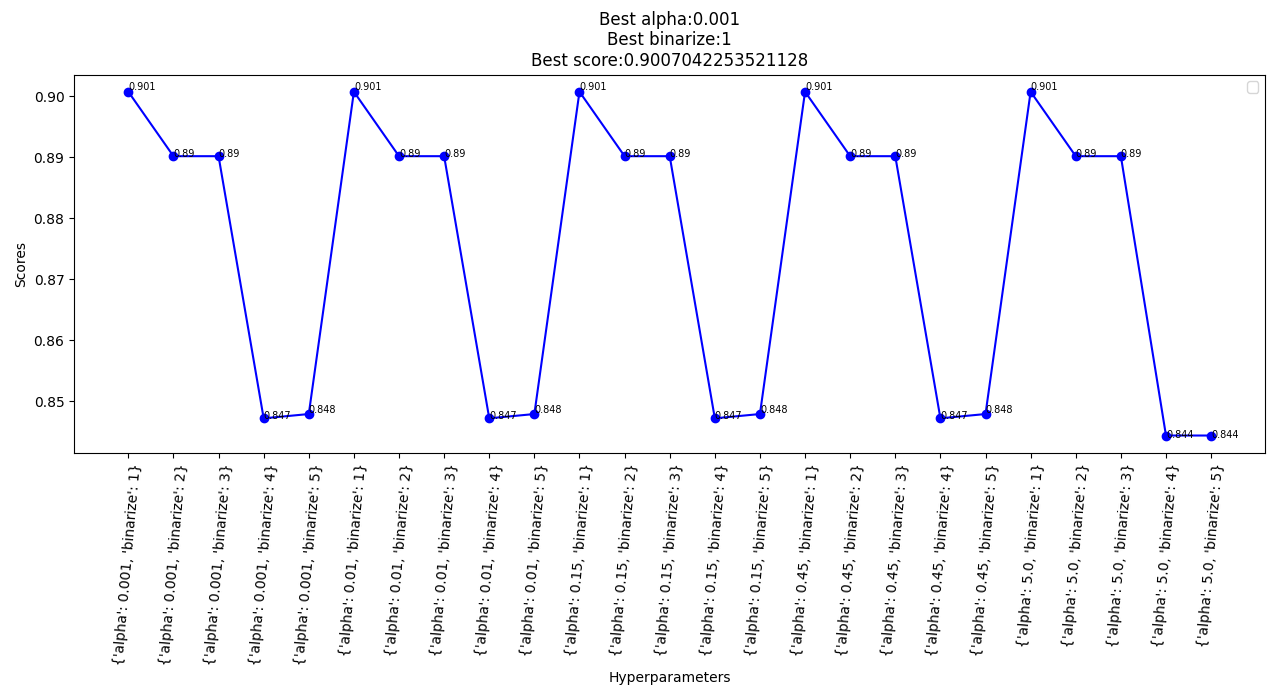 Best alpha:0.001
Best binarize:1
Best score:0.9007042253521128
Scores
0.90
0.89
0.88
0.87
0.86
0.85
0.901
0.89
0.89
0.847
0.848
0.901
0.89
0.89
0.847
0.848
0.901
0.89
0.89
0.847
0.848
0.901
0.89
0.89
0.847
0.848
0.901
0.89
0.89
0.844
0.844
{'alpha': 0.001, 'binarize': 1}
{'alpha': 0.001, 'binarize': 2}
{'alpha': 0.001, 'binarize': 3}
{'alpha': 0.001, 'binarize': 4}
{'alpha': 0.001, 'binarize': 5}
{'alpha': 0.01, 'binarize': 1}
{'alpha': 0.01, 'binarize': 2}
{'alpha': 0.01, 'binarize': 3}
{'alpha': 0.01, 'binarize': 4}
{'alpha': 0.01, 'binarize': 5}
{'alpha': 0.15, 'binarize': 1}
{'alpha': 0.15, 'binarize': 2}
{'alpha': 0.15, 'binarize': 3}
{'alpha': 0.15, 'binarize': 4}
{'alpha': 0.15, 'binarize': 5}
{'alpha': 0.45, 'binarize': 1}
{'alpha': 0.45, 'binarize': 2}
{'alpha': 0.45, 'binarize': 3}
{'alpha': 0.45, 'binarize': 4}
{'alpha': 0.45, 'binarize': 5}
{'alpha': 5.0, 'binarize': 1}
{'alpha': 5.0, 'binarize': 2}
{'alpha': 5.0, 'binarize': 3}
{'alpha': 5.0, 'binarize': 4}
{'alpha': 5.0, 'binarize': 5}
Hyperparameters